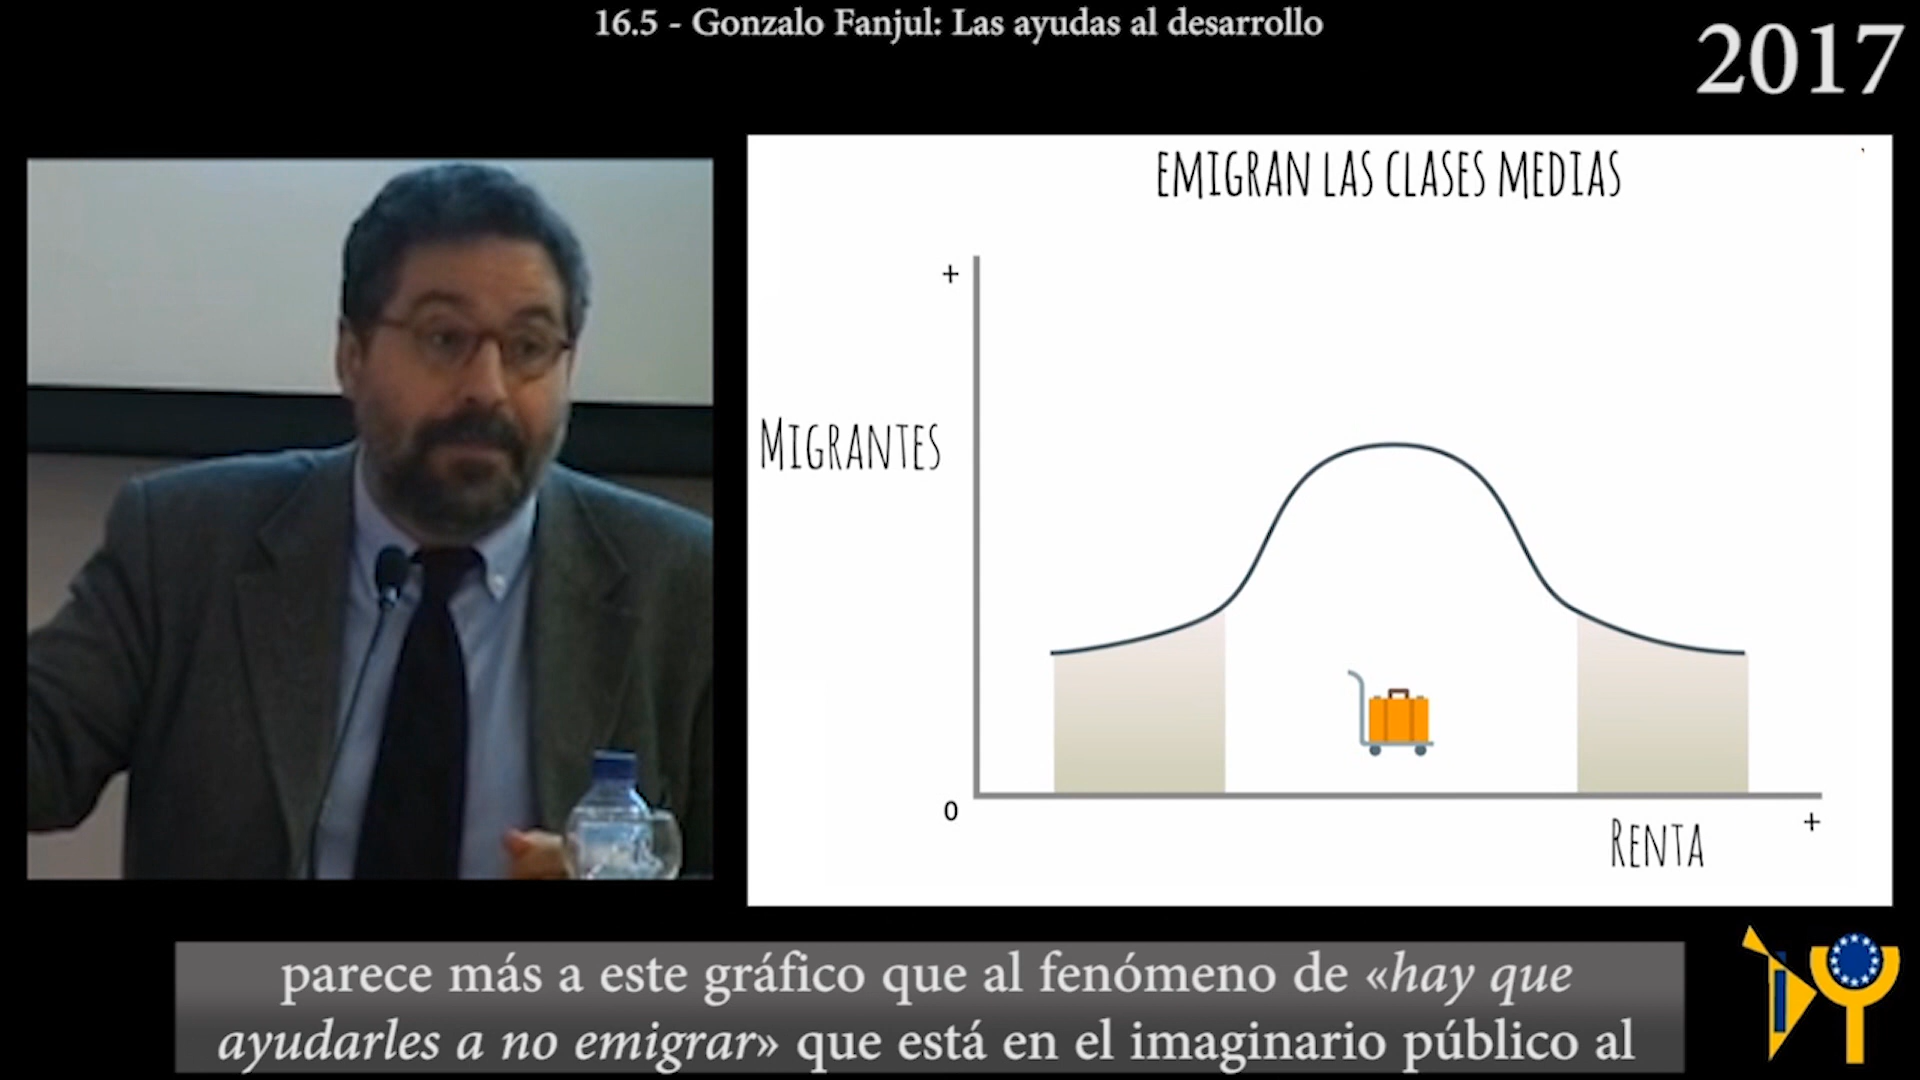 16.5 - Gonzalo Fanjul: Las ayudas al desarrollo
2017
EMIGRAN LAS CLASES MEDIAS
+
MIGRANTES
0
+
RENTA
parece más a este gráfico que al fenómeno de «hay que
ayudarles a no emigrar» que está en el imaginario público al